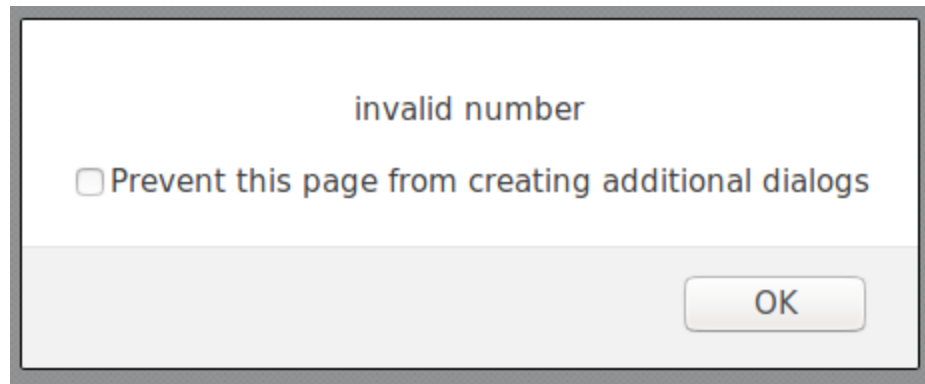 invalid number
Prevent this page from creating additional dialogs
OK